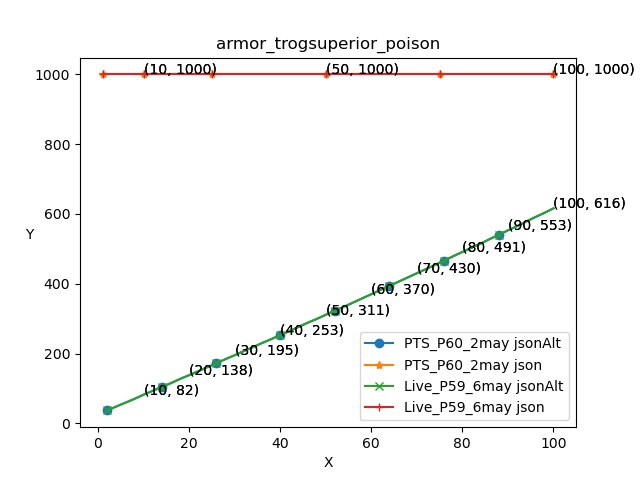 armor_trogsuperior_poison
1000
(10, 1000)
(50, 1000)
(100, 1000)
800
(100, 616)
600
(90, 553)
Y
(80, 491)
(70, 430)
400
(60, 370)
(50, 311)
(40, 253)
PTS_P60_2may jsonAlt
200
(30, 195)
PTS_P60_2may json
(20, 138)
Live_P59_6may jsonAlt
(10, 82)
Live_P59_6may json
0
0 20 40 60 80 100
X